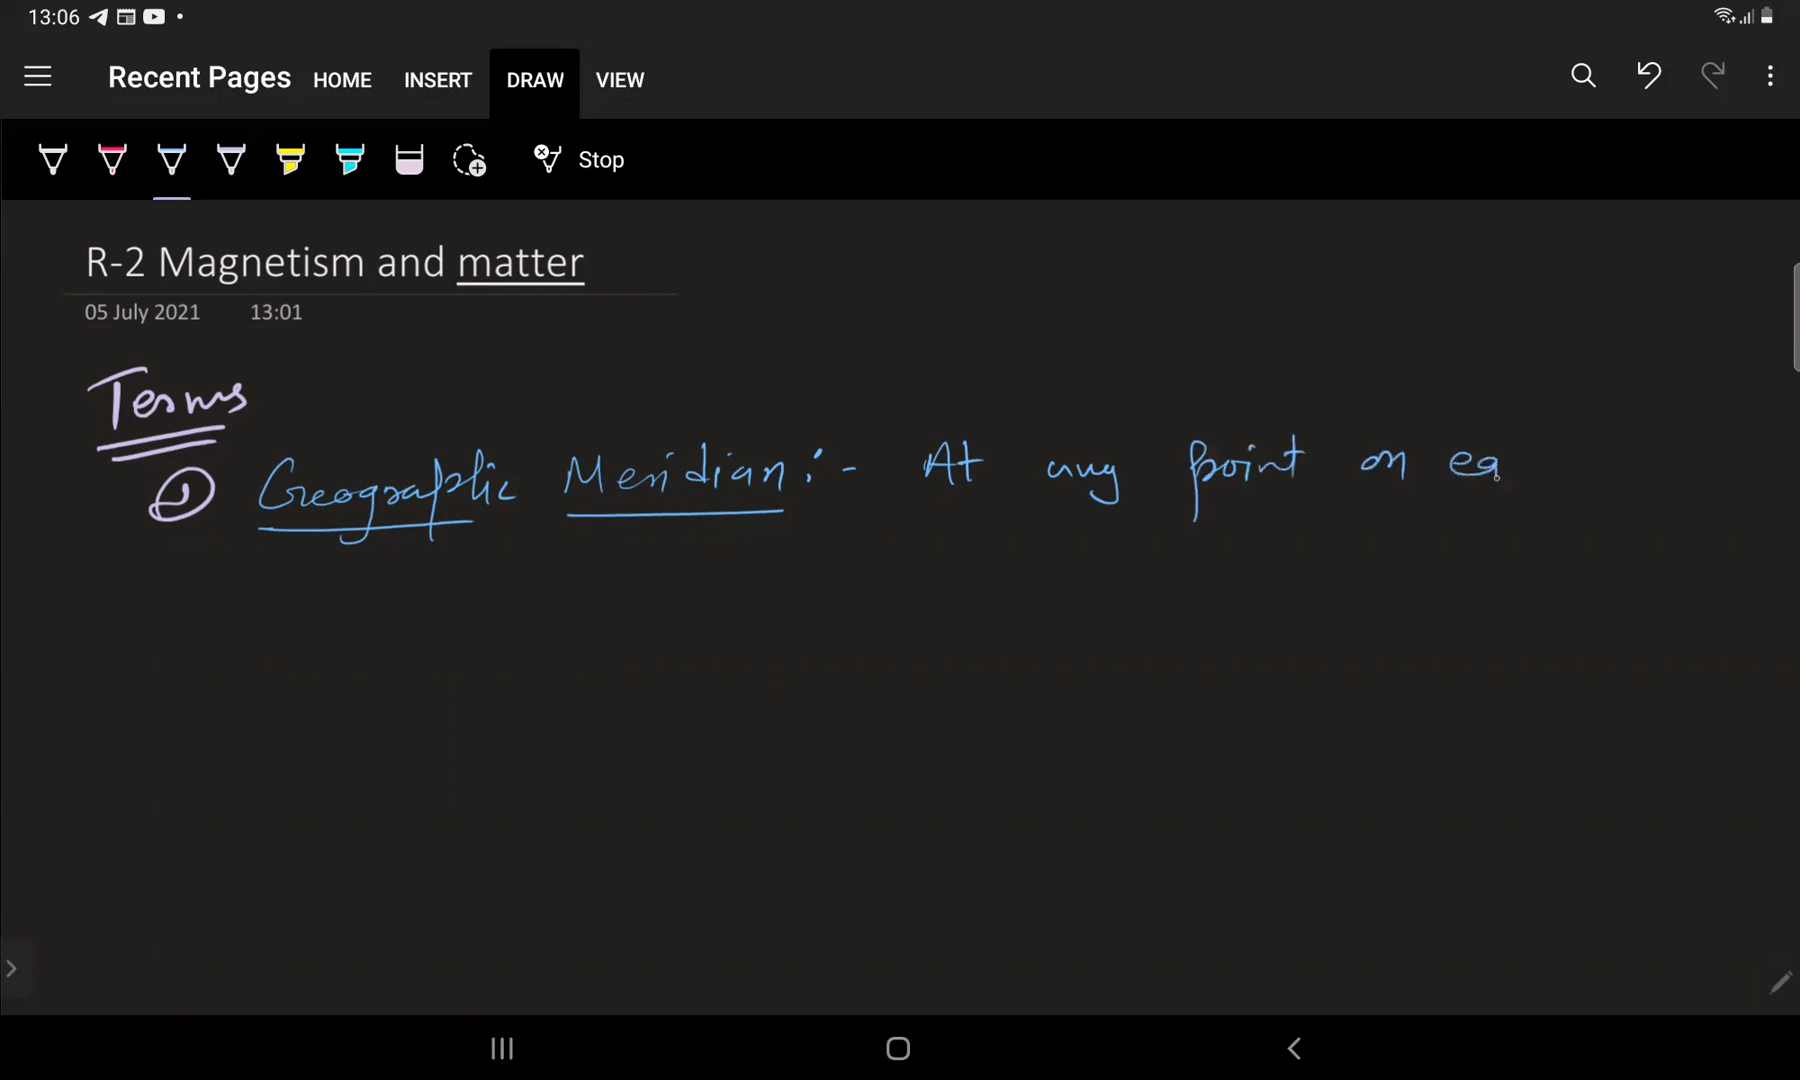 13:06
Recent Pages HOME INSERT DRAW VIEW
Stop
R-2 Magnetism and matter
05 July 2021 13:01
Terms
① Geographic Meridian :- At any point on ea